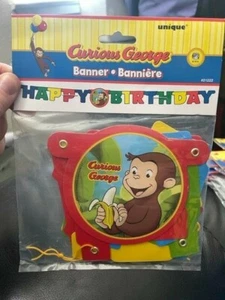 unique
Curious George
Banner • Bannière
HAPPY BIRTHDAY
Curious
George